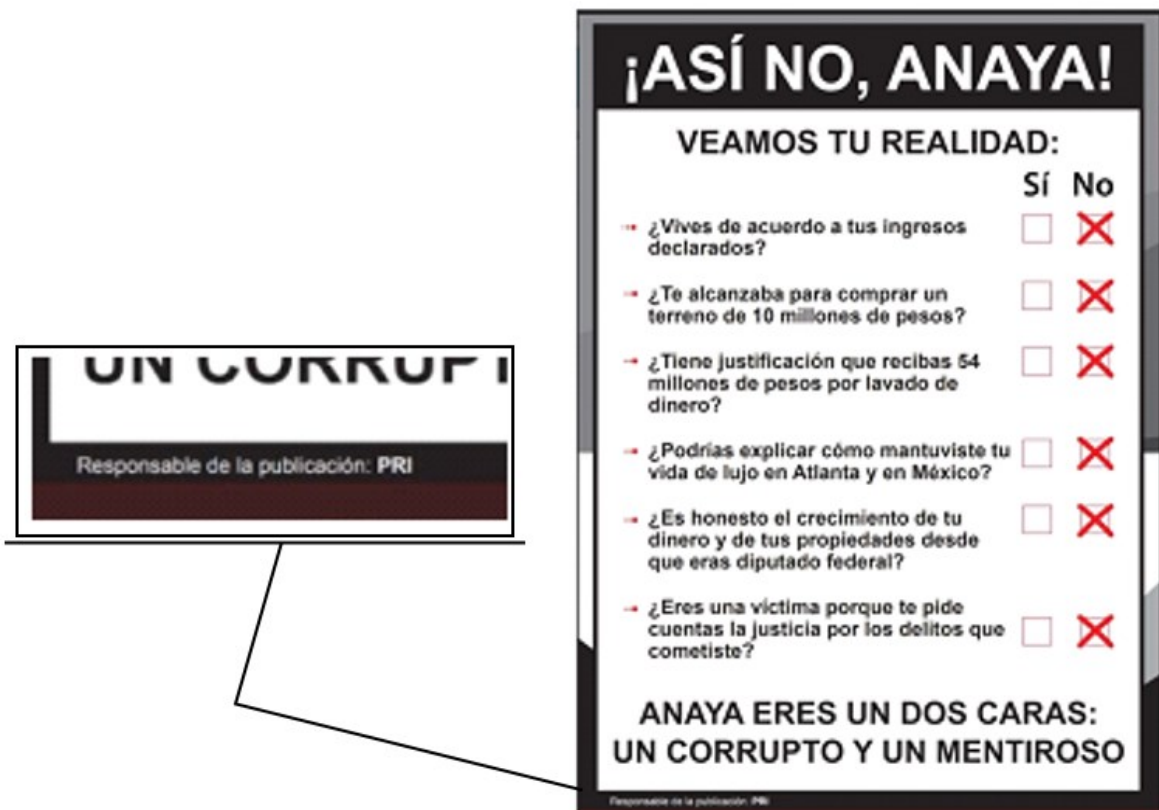 ¡ASÍ NO, ANAYA!
VEAMOS TU REALIDAD:
Sí No
¿Vives de acuerdo a tus ingresos
declarados?
¿Te alcanzaba para comprar un
terreno de 10 millones de pesos?
¿Tiene justificación que recibas 54
millones de pesos por lavado de
dinero?
¿Podrías explicar cómo mantuviste tu
vida de lujo en Atlanta y en México?
¿Es honesto el crecimiento de tu
dinero y de tus propiedades desde
que eras diputado federal?
¿Eres una víctima porque te pide
cuentas la justicia por los delitos que
cometiste?
ANAYA ERES UN DOS CARAS:
UN CORRUPTO Y UN MENTIROSO
Responsable de la publicación: PRI
UN CORRUPT
Responsable de la publicación: PRI